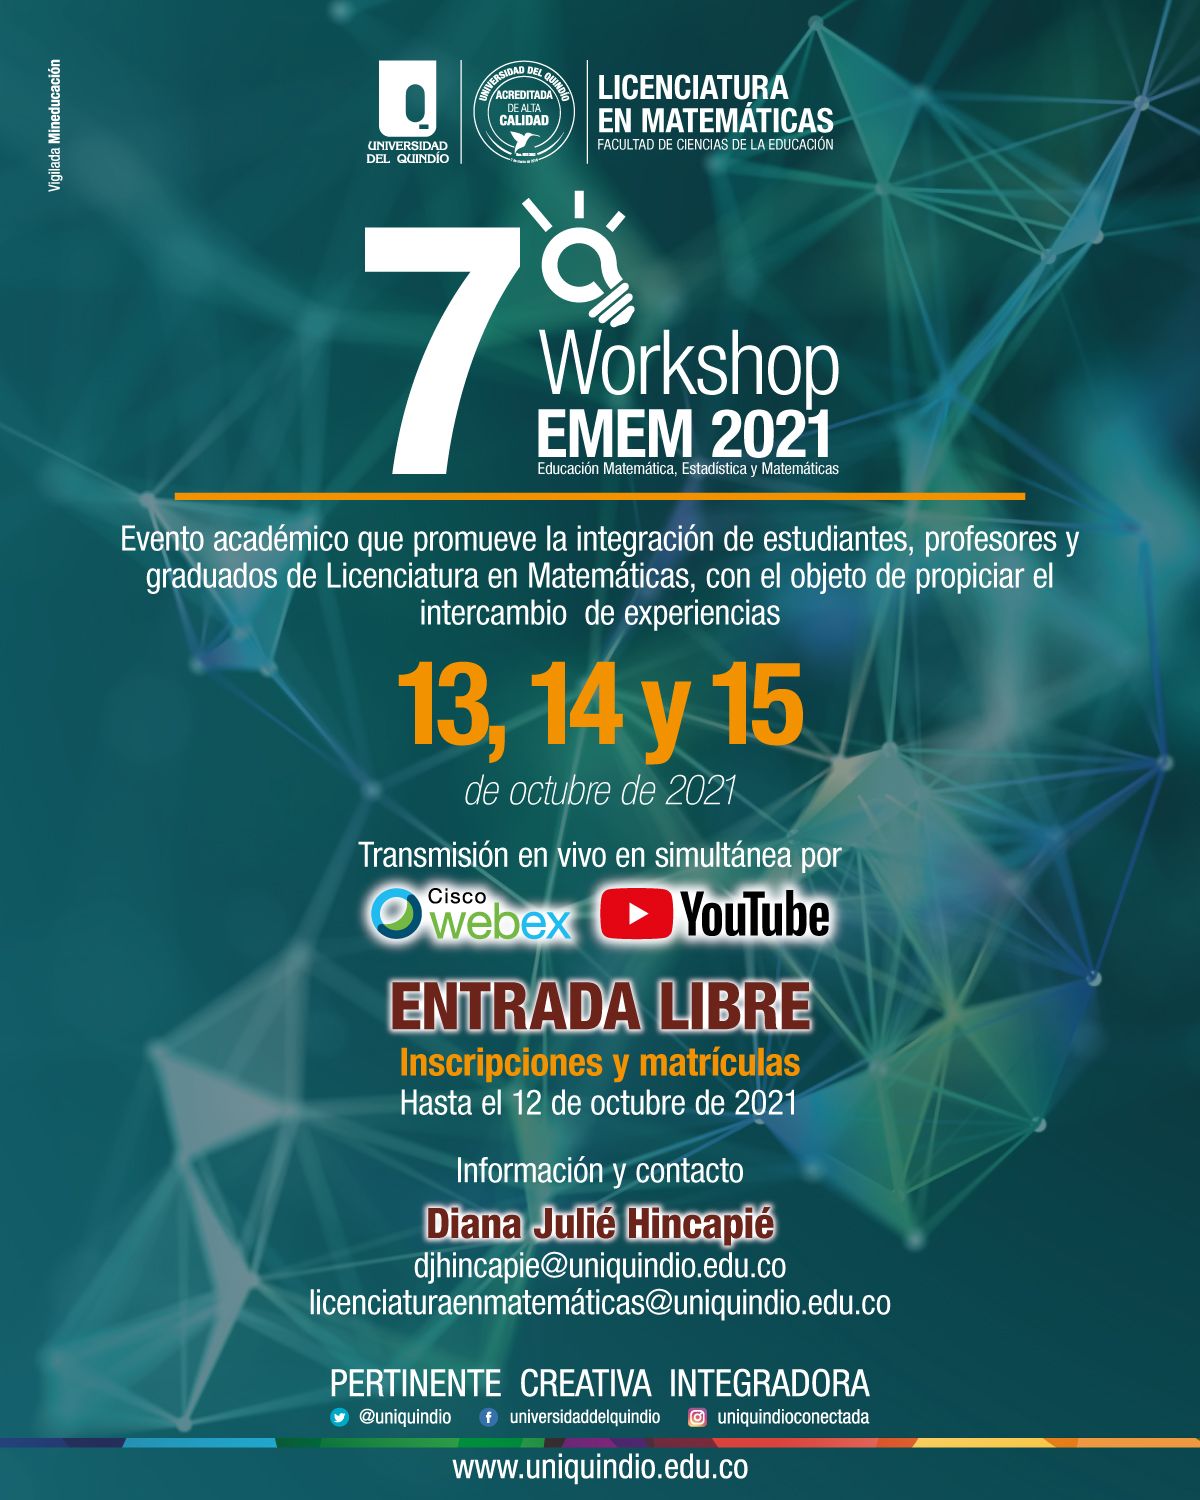 Vigilada Mineducación
UNIVERSIDAD
DEL QUINDÍO
UNIVERSIDAD DEL QUINDÍO
ACREDITADA
DE ALTA
CALIDAD
LICENCIATURA
EN MATEMÁTICAS
FACULTAD DE CIENCIAS DE LA EDUCACIÓN
7
Workshop
EMEM 2021
Educación Matemática, Estadística y Matemáticas
Evento académico que promueve la integración de estudiantes, profesores y
graduados de Licenciatura en Matemáticas, con el objeto de propiciar el
intercambio de experiencias
13, 14 y 15
de octubre de 2021
Transmisión en vivo en simultánea por
Cisco
webex
YouTube
ENTRADA LIBRE
Inscripciones y matrículas
Hasta el 12 de octubre de 2021
Información y contacto
Diana Julié Hincapié
djhincapie@uniquindio.edu.co
licenciaturaenmatemáticas@uniquindio.edu.co
PERTINENTE CREATIVA INTEGRADORA
@uniquindio universidaddelquindio uniquindioconectada
www.uniquindio.edu.co